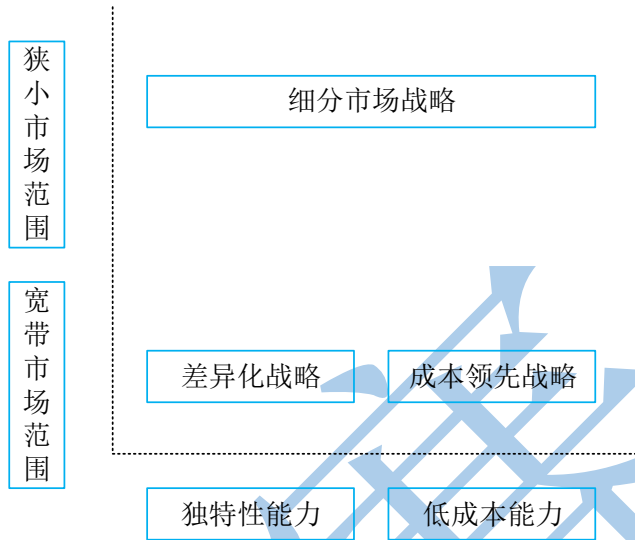 狭小市场范围
细分市场战略
宽带市场范围
差异化战略
成本领先战略
独特性能力
低成本能力